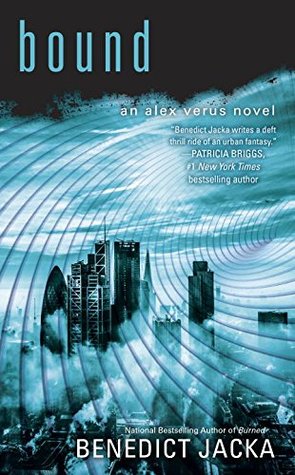 bound
an alex verus novel
"Benedict Jacka writes a deft
thrill ride of an urban fantasy."
—PATRICIA BRIGGS,
#1 New York Times
bestselling author
National Bestselling Author of Burned
BENEDICT JACKA